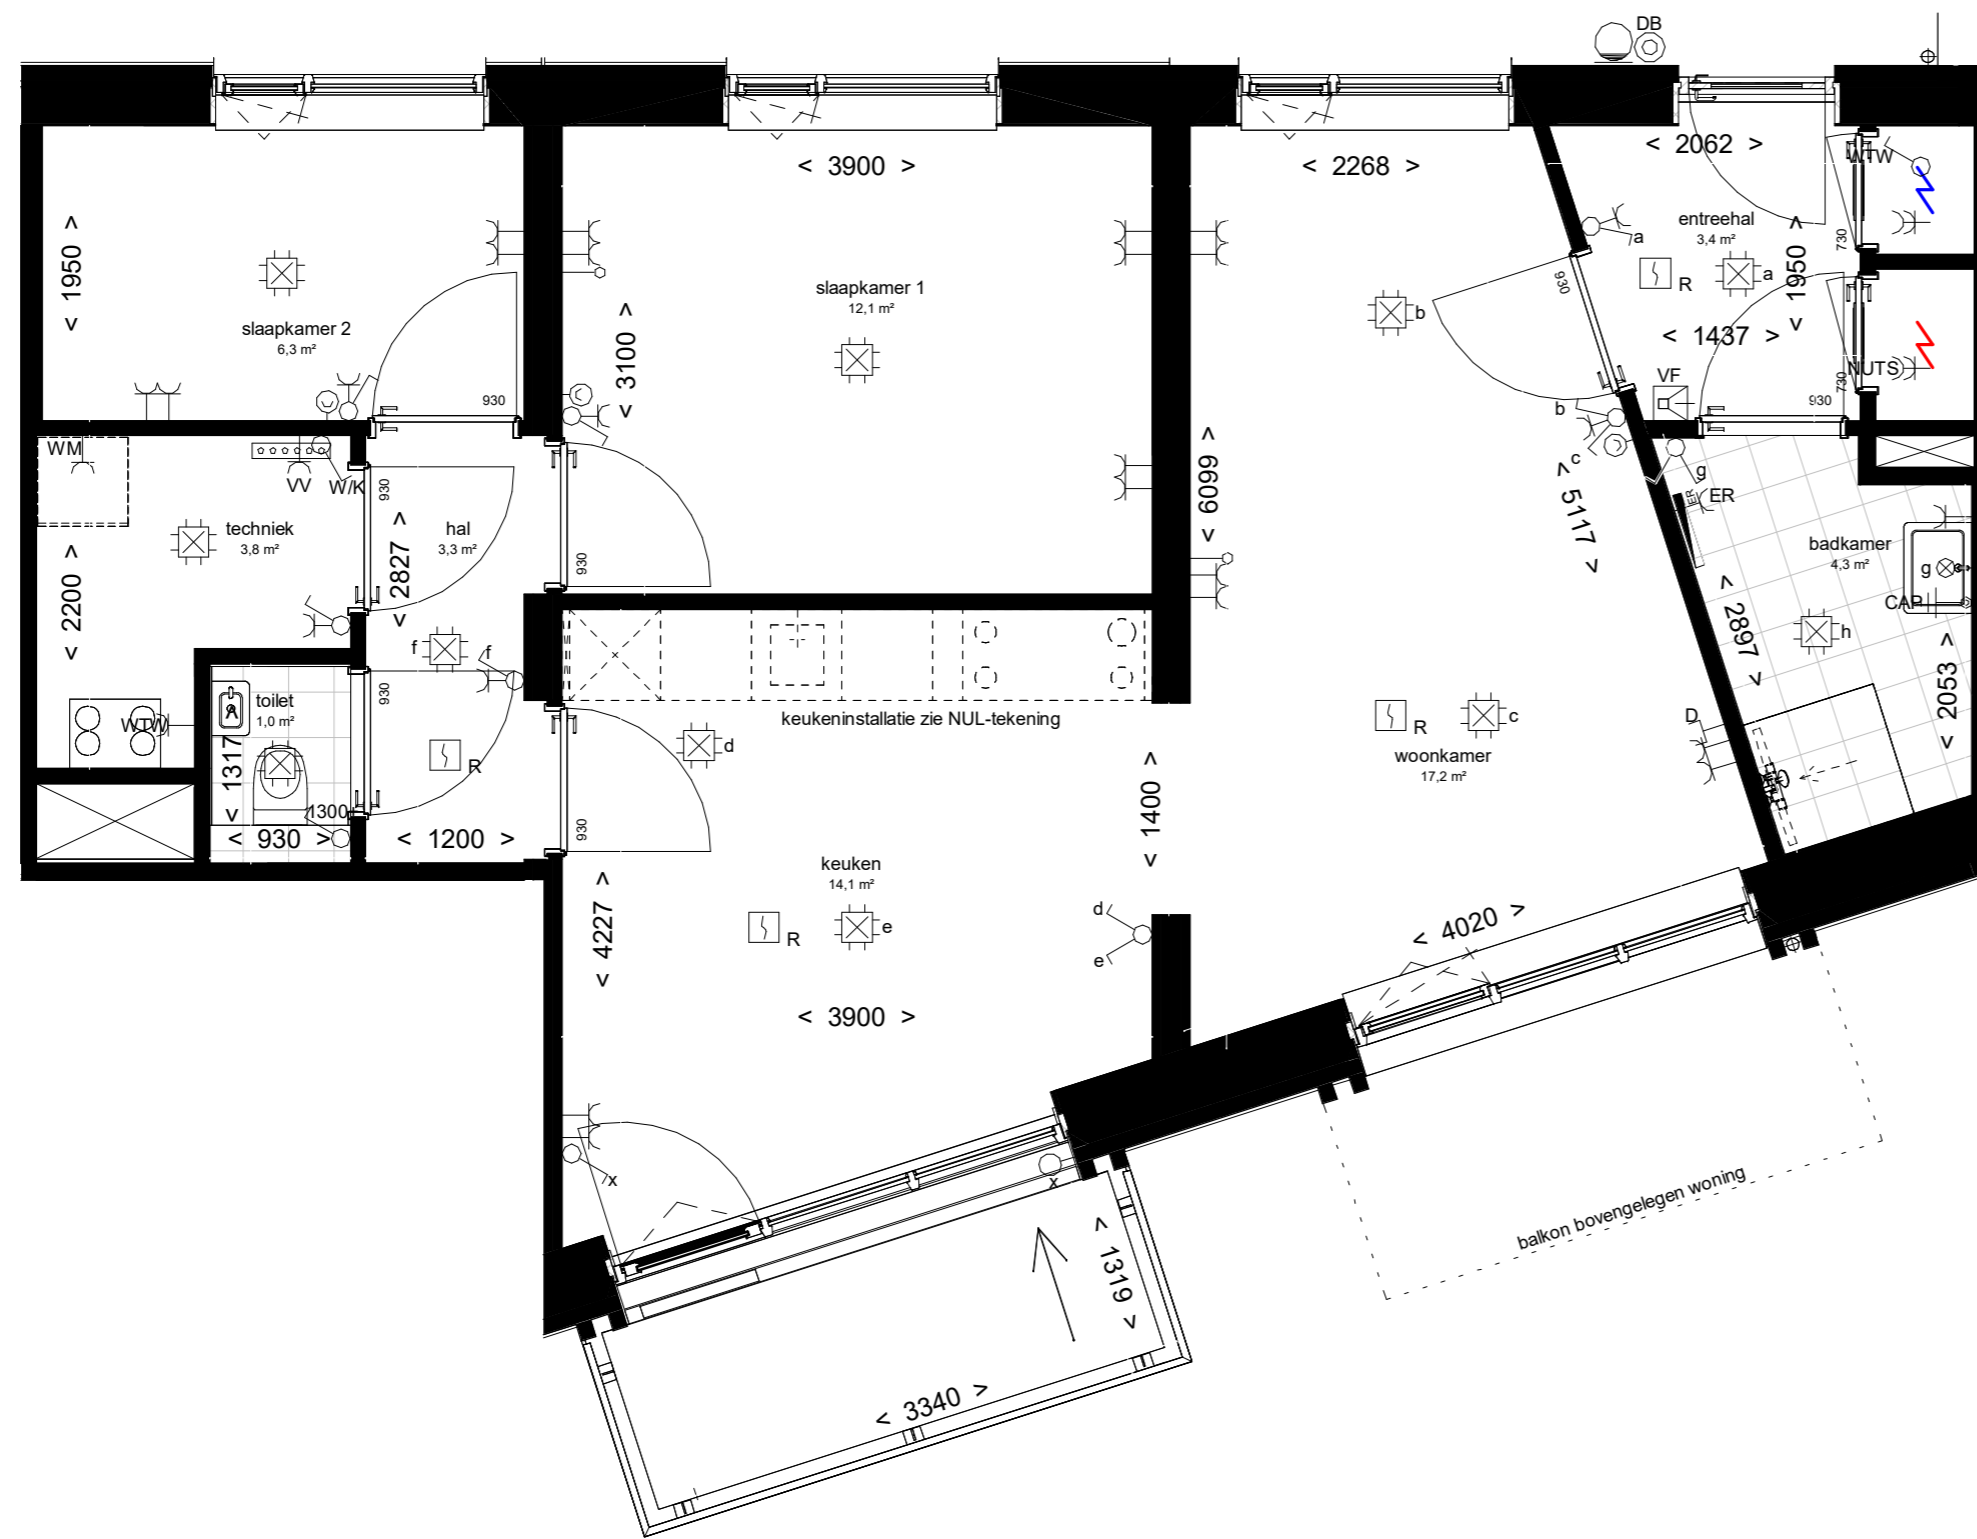 DB
< 3900 >
< 2268 >
< 2062 >
WTW
< 1950 >
slaapkamer 2
6,3 m²
930
< 3100 >
slaapkamer 1
12,1 m²
b
930
a
entreehal
3,4 m²
R
a
< 1950 >
730
< 1437 >
NUTS
730
VF
930
b
c
WM
VV
W/K
930
techniek
3,8 m²
< 2200 >
< 2827 >
hal
3,3 m²
930
< 6099 >
< 5117 >
g
ER
ER
badkamer
4,3 m²
g
CAP
h
< 2897 >
< 2053 >
f
f
930
toilet
1,0 m²
A
WTW
< 1317 >
1300
< 930 >
R
< 1200 >
930
keukeninstallatie zie NUL-tekening
d
R
c
woonkamer
17,2 m²
D
< 1400 >
keuken
14,1 m²
< 4227 >
R
e
d
e
< 4020 >
< 3900 >
x
x
< 1319 >
< 3340 >
balkon bovengelegen woning